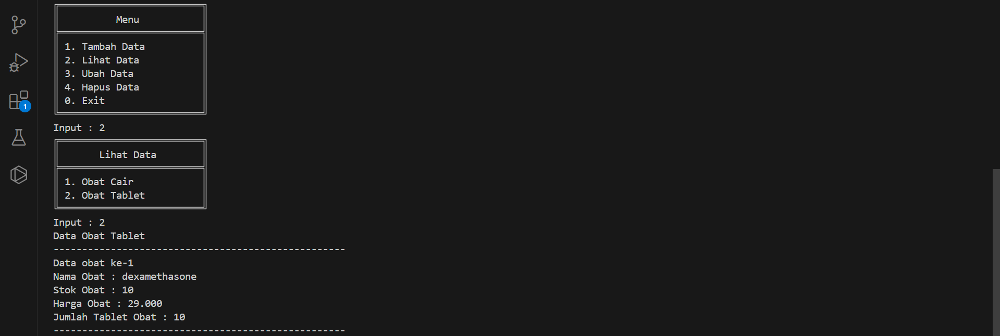 Menu
1. Tambah Data
2. Lihat Data
3. Ubah Data
4. Hapus Data
0. Exit
1
Input : 2
Lihat Data
1. Obat Cair
2. Obat Tablet
Input : 2
Data Obat Tablet
---------------------------------------------------
Data obat ke-1
Nama Obat : dexamethasone
Stok Obat : 10
Harga Obat : 29.000
Jumlah Tablet Obat : 10
---------------------------------------------------